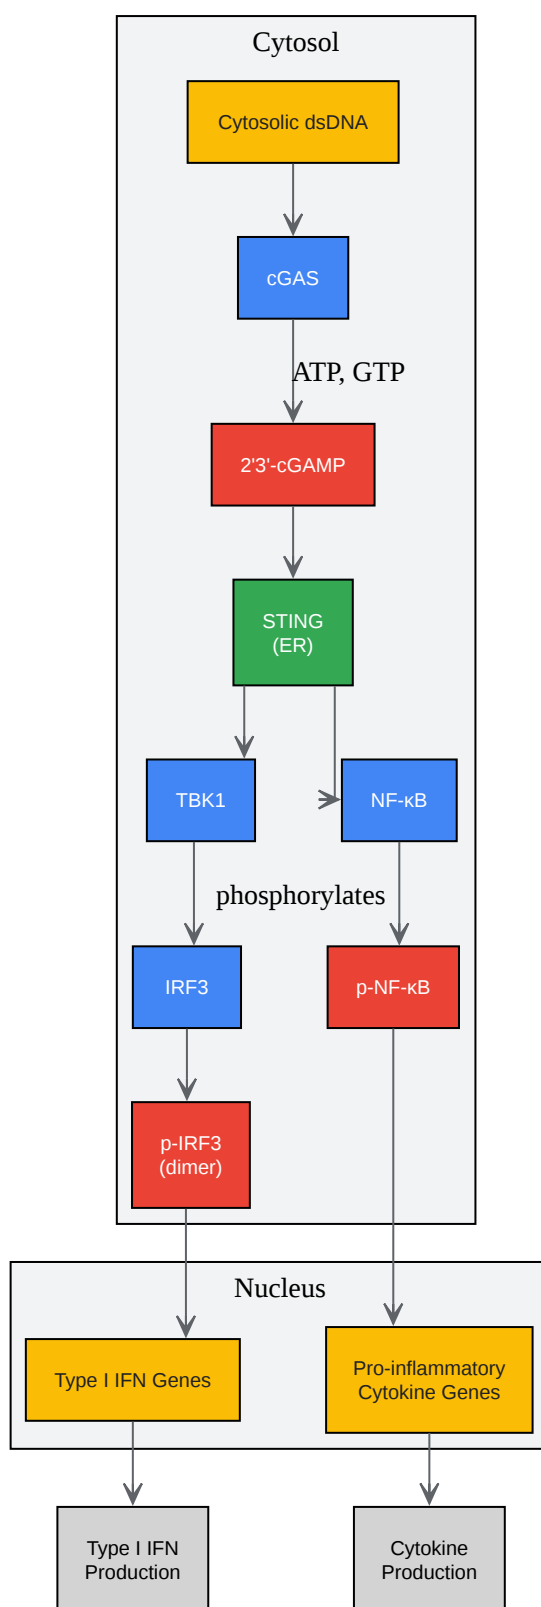 Cytosol
Cytosolic dsDNA
cGAS
ATP, GTP
2'3'-cGAMP
STING
(ER)
TBK1
NF-κB
phosphorylates
IRF3
p-NF-κB
p-IRF3
(dimer)
Nucleus
Type I IFN Genes
Pro-inflammatory
Cytokine Genes
Type I IFN
Production
Cytokine
Production